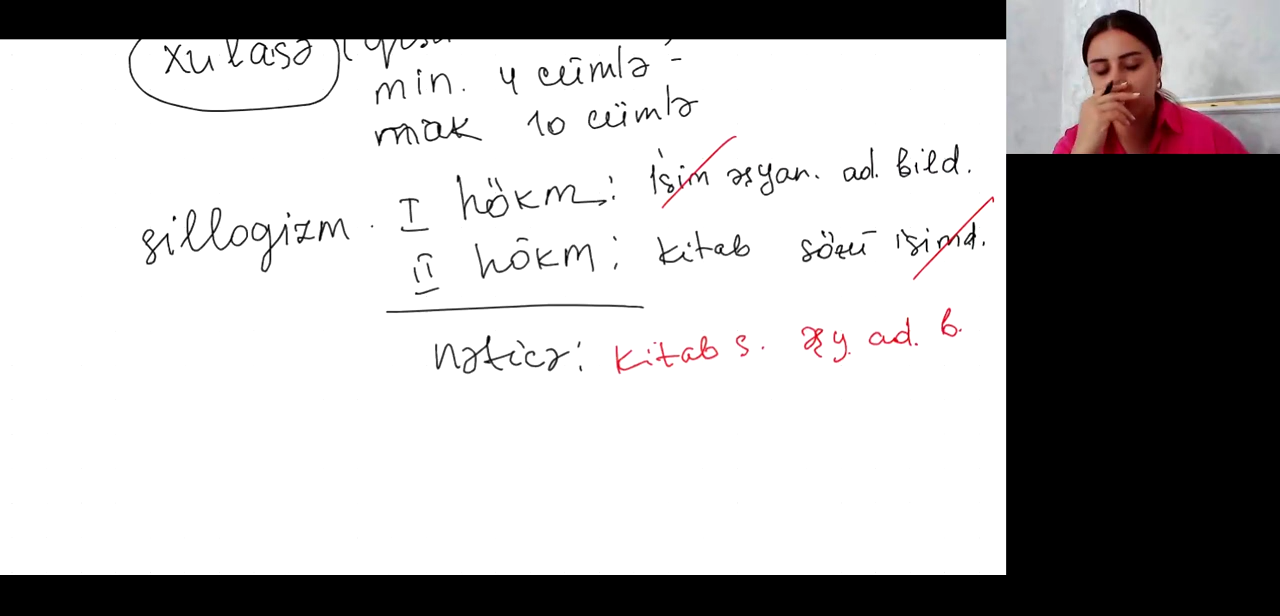 xulasə
min. 4 cümlə -
mak 10 cümlə
sillogizm. I hökm: İsim əşyan. ad. bild.
II hökm: kitab sözü isimd.
Nəticə: kitab s. əşy. ad. b.